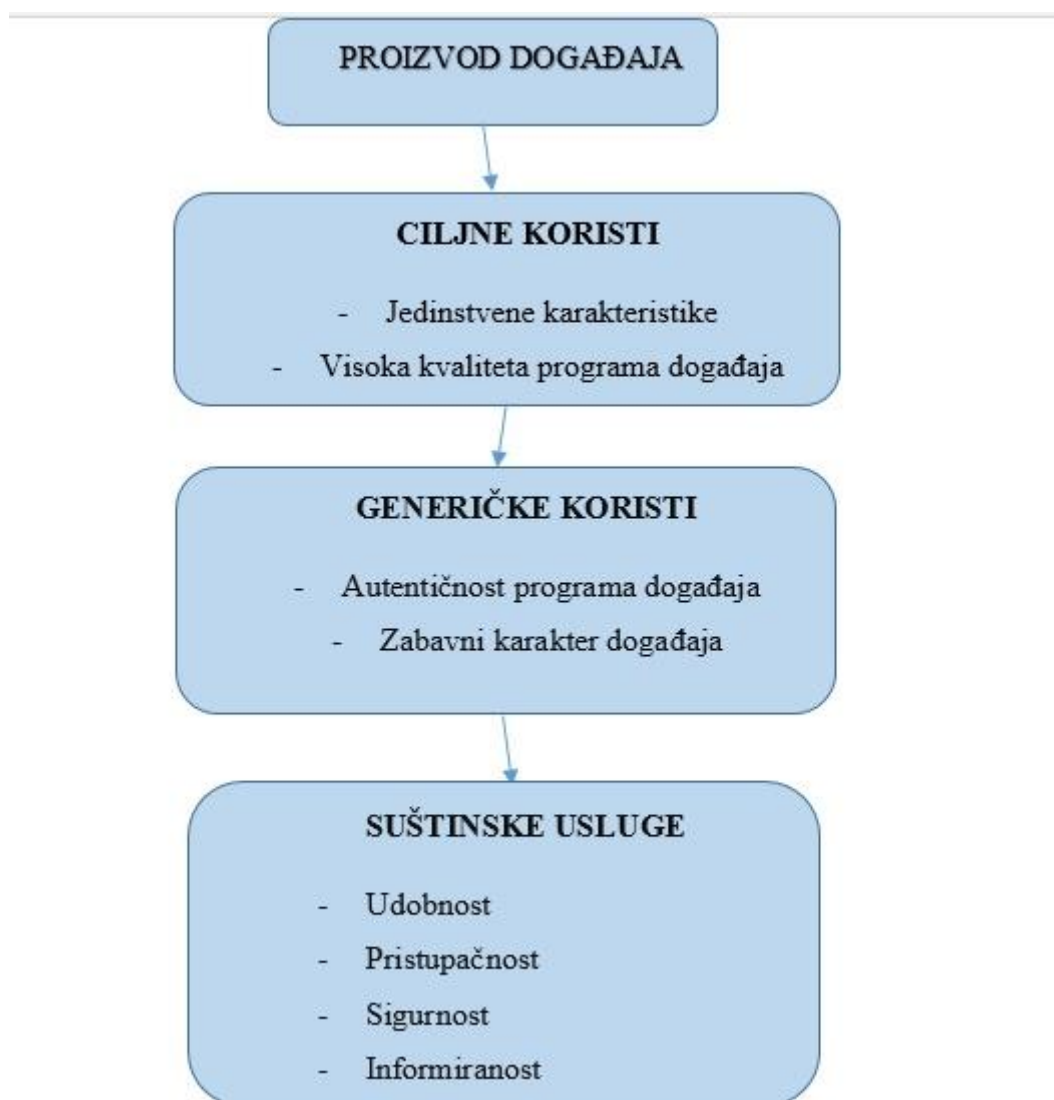 PROIZVOD DOGAĐAJA
CILJNE KORISTI
- Jedinstvene karakteristike
- Visoka kvaliteta programa događaja
GENERIČKE KORISTI
- Autentičnost programa događaja
- Zabavni karakter događaja
SUŠTINSKE USLUGE
- Udobnost
- Pristupačnost
- Sigurnost
- Informiranost